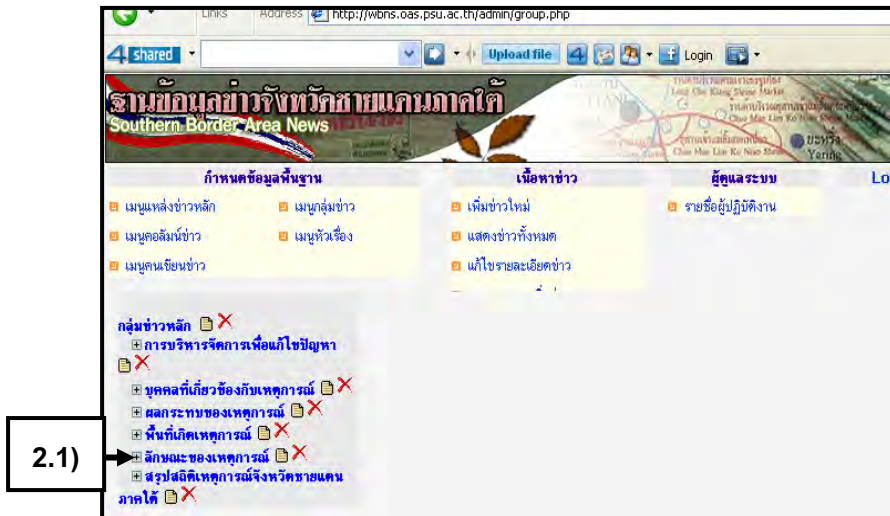 Links Address http://wbns.oas.psu.ac.th/admin/group.php
4 shared Upload file 4 Login
ฐานข้อมูลข่าวจังหวัดชายแดนภาคใต้
Southern Border Area News
ยะหริ่ง
Yaring
กำหนดข้อมูลพื้นฐาน เนื้อหาข่าว ผู้ดูแลระบบ Lo
เมนูแหล่งข่าวหลัก เมนูกลุ่มข่าว เพิ่มข่าวใหม่ รายชื่อผู้ปฏิบัติงาน
เมนูคอลัมน์ข่าว เมนูหัวเรื่อง แสดงข่าวทั้งหมด
เมนูคนเขียนข่าว แก้ไขรายละเอียดข่าว
กลุ่มข่าวหลัก
การบริหารจัดการเพื่อแก้ไขปัญหา
บุคคลที่เกี่ยวข้องกับเหตุการณ์
ผลกระทบของเหตุการณ์
พื้นที่เกิดเหตุการณ์
2.1) ลักษณะของเหตุการณ์
สรุปสถิติเหตุการณ์จังหวัดชายแดน
ภาคใต้